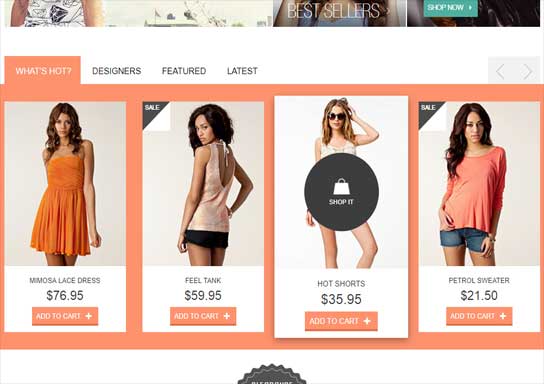 BEST SELLERS
SHOP NOW
WHAT'S HOT?
DESIGNERS
FEATURED
LATEST
SALE
SALE
SHOP IT
MIMOSA LACE DRESS
$76.95
ADD TO CART +
FEEL TANK
$59.95
ADD TO CART +
HOT SHORTS
$35.95
ADD TO CART +
PETROL SWEATER
$21.50
ADD TO CART +